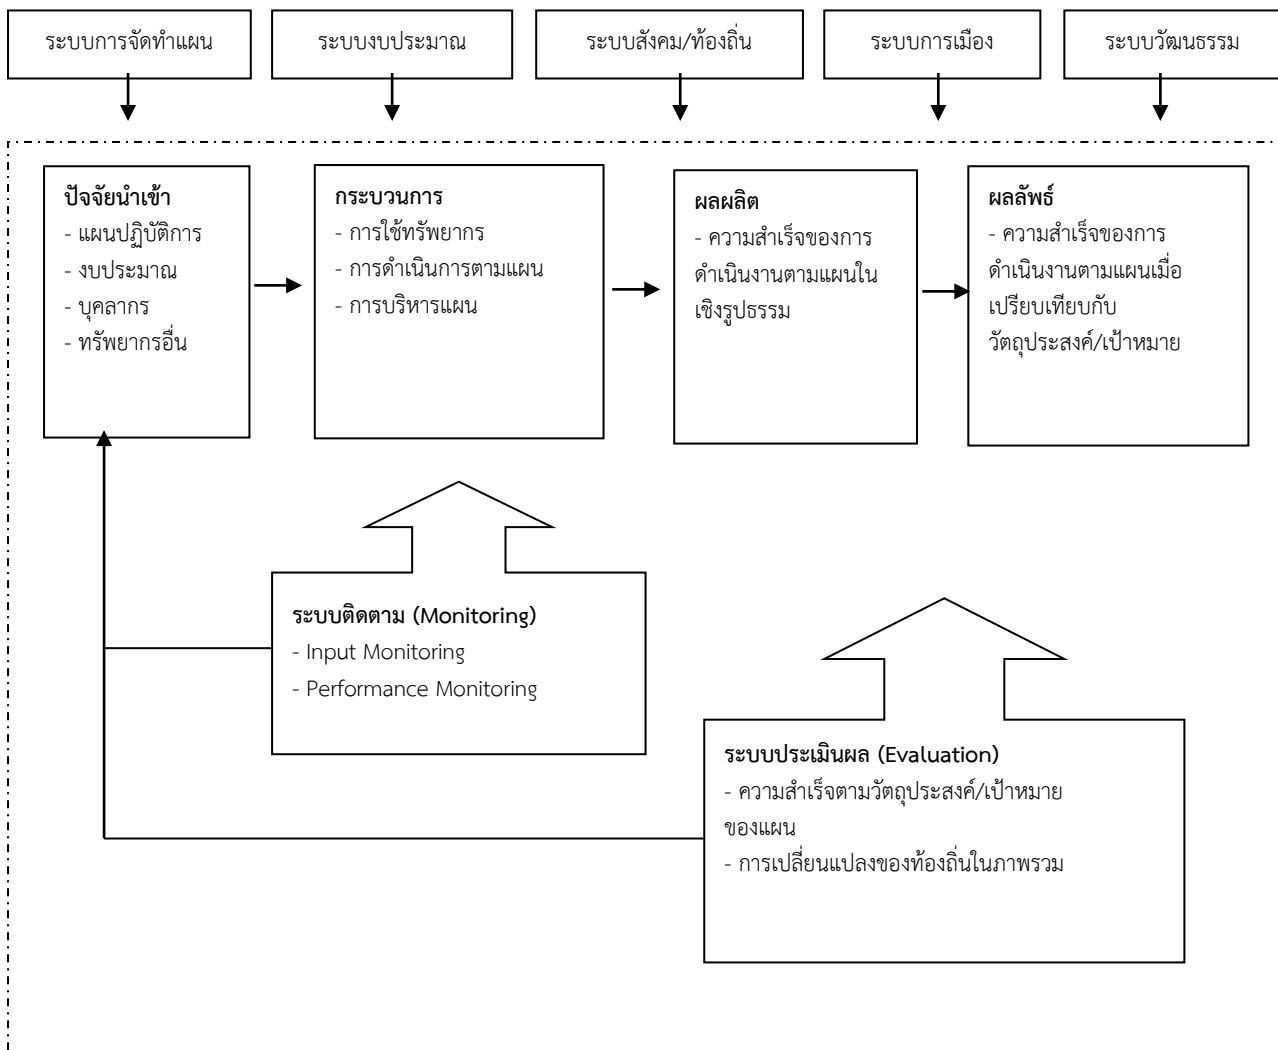 ระบบการจัดทำแผน
ระบบงบประมาณ
ระบบสังคม/ท้องถิ่น
ระบบการเมือง
ระบบวัฒนธรรม
ปัจจัยนำเข้า
- แผนปฏิบัติการ
- งบประมาณ
- บุคลากร
- ทรัพยากรอื่น
กระบวนการ
- การใช้ทรัพยากร
- การดำเนินการตามแผน
- การบริหารแผน
ผลผลิต
- ความสำเร็จของการ
ดำเนินงานตามแผนใน
เชิงรูปธรรม
ผลลัพธ์
- ความสำเร็จของการ
ดำเนินงานตามแผนเมื่อ
เปรียบเทียบกับ
วัตถุประสงค์/เป้าหมาย
ระบบติดตาม (Monitoring)
- Input Monitoring
- Performance Monitoring
ระบบประเมินผล (Evaluation)
- ความสำเร็จตามวัตถุประสงค์/เป้าหมาย
ของแผน
- การเปลี่ยนแปลงของท้องถิ่นในภาพรวม